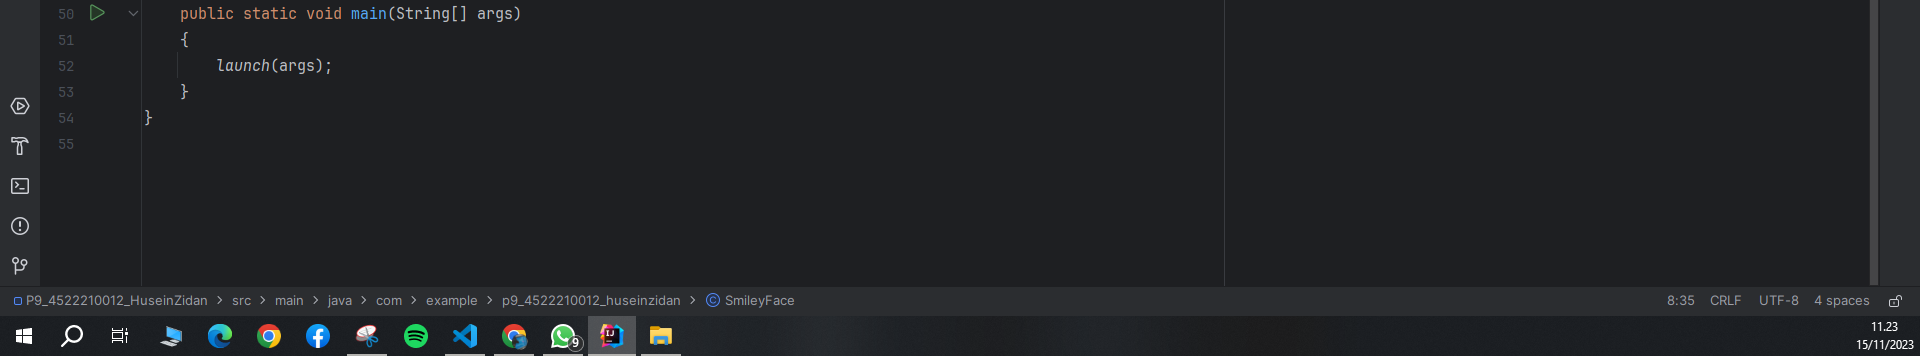 50 public static void main(String[] args)
51 {
52 launch(args);
53 }
54 }
55
P9_4522210012_HuseinZidan > src > main > java > com > example > p9_4522210012_huseinzidan > SmileyFace
8:35 CRLF UTF-8 4 spaces
9
IJ
11.23
15/11/2023